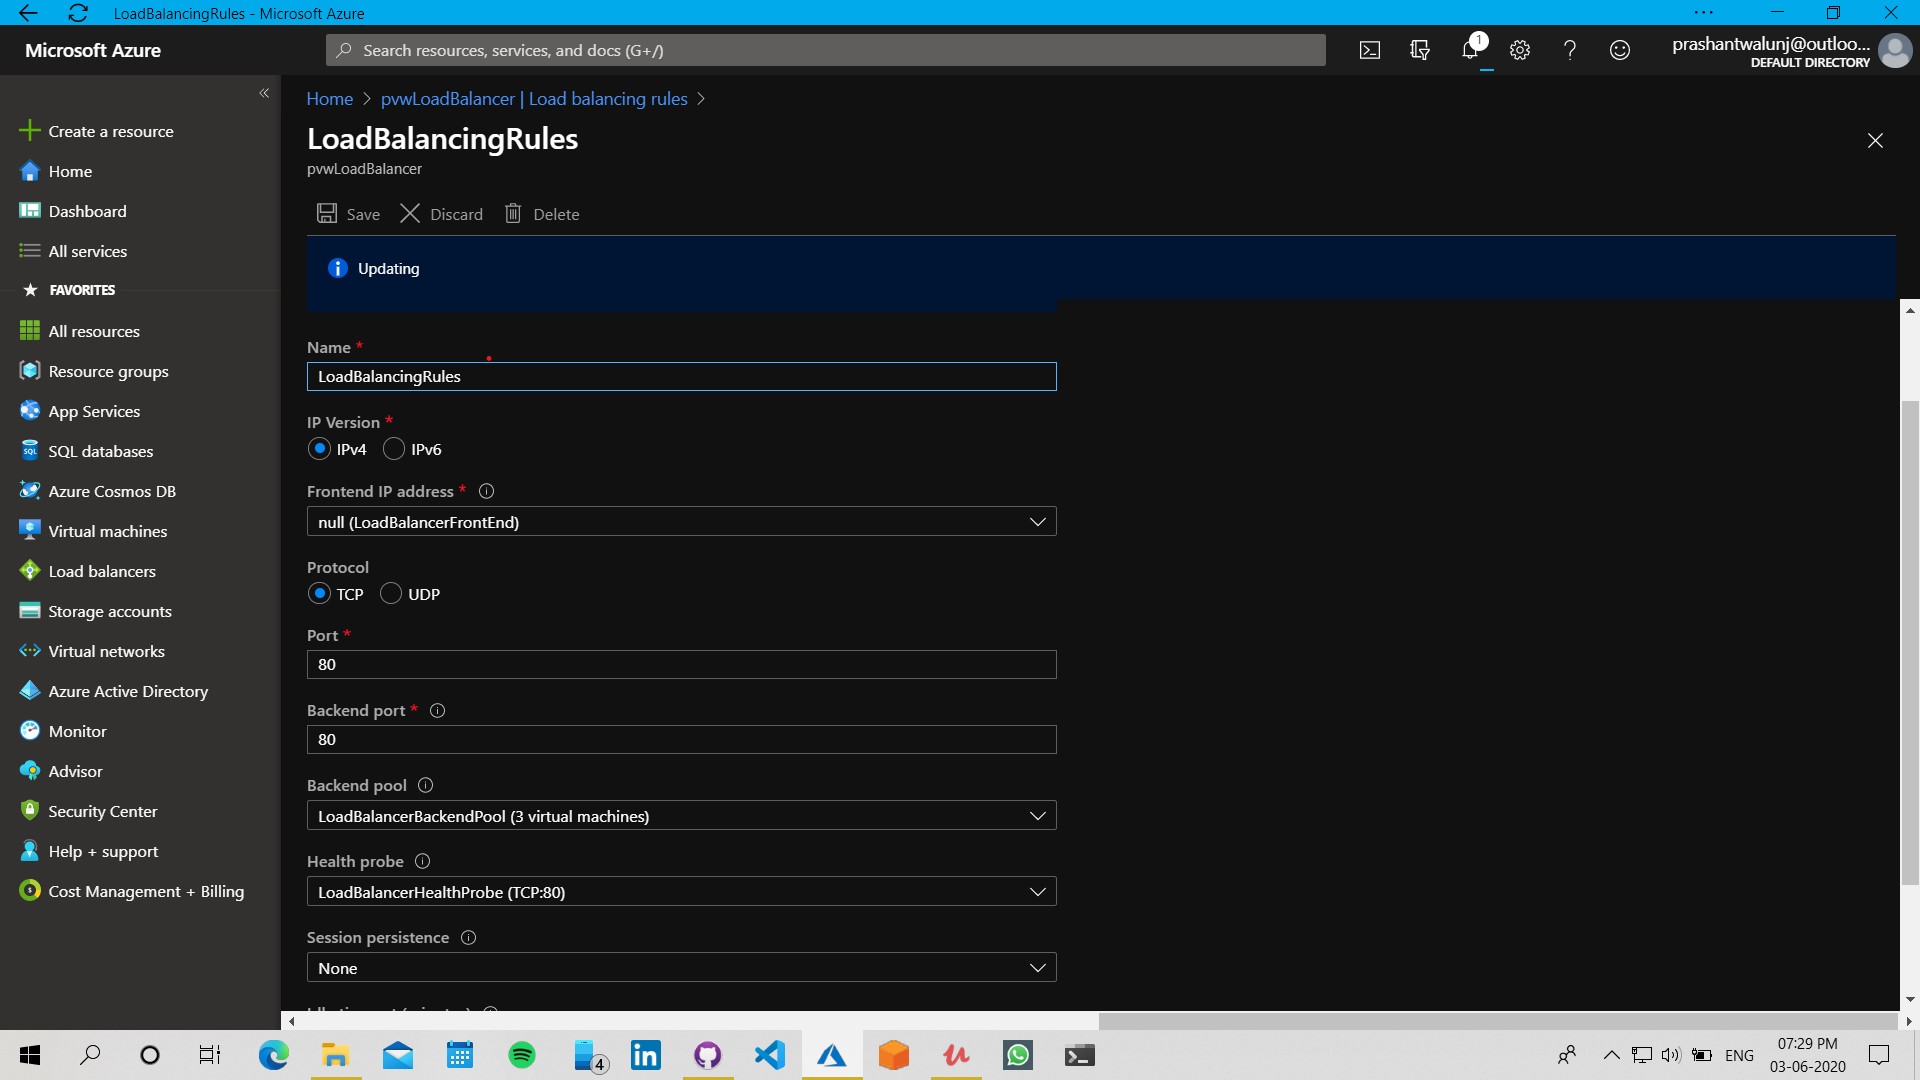 LoadBalancingRules - Microsoft Azure
Microsoft Azure
Search resources, services, and docs (G+/)
1
prashantwalunj@outloo...
DEFAULT DIRECTORY
Create a resource
Home
Dashboard
All services
FAVORITES
All resources
Resource groups
App Services
SQL databases
Azure Cosmos DB
Virtual machines
Load balancers
Storage accounts
Virtual networks
Azure Active Directory
Monitor
Advisor
Security Center
Help + support
Cost Management + Billing
Home > pvwLoadBalancer | Load balancing rules >
LoadBalancingRules
pvwLoadBalancer
Save Discard Delete
Updating
Name *
LoadBalancingRules
IP Version *
IPv4 IPv6
Frontend IP address *
null (LoadBalancerFrontEnd)
Protocol
TCP UDP
Port *
80
Backend port *
80
Backend pool
LoadBalancerBackendPool (3 virtual machines)
Health probe
LoadBalancerHealthProbe (TCP:80)
Session persistence
None
4
ENG
07:29 PM
03-06-2020